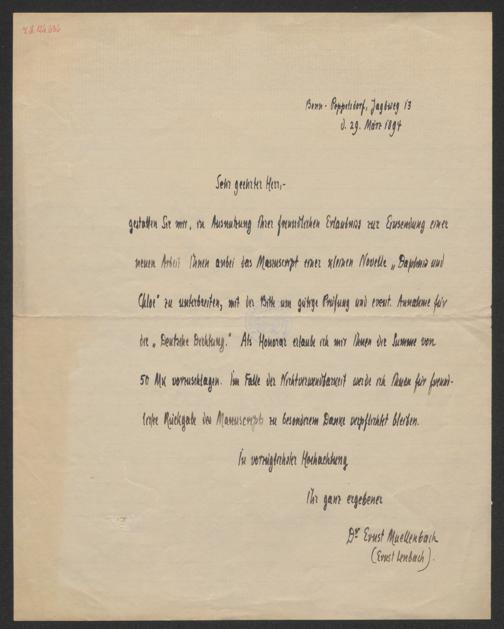 Bonn-Poppelsdorf, Jagdweg 13
d. 29. März 1894
Sehr geehrter Herr,-
gestatten Sie mir, in Ausnutzung Ihrer freundlichen Erlaubniss zur Einsendung einer
neuen Arbeit Ihnen anbei das Manuscript einer kleinen Novelle „Daphnis und
Chloe" zu unterbreiten, mit der Bitte um gütige Prüfung und event. Annahme für
die „Deutsche Dichtung." Als Honorar erlaube ich mir Ihnen die Summe von
50 Mk vorzuschlagen. Im Falle der Nichtverwendbarkeit werde ich Ihnen für freund-
liche Rückgabe des Manuscripts zu besonderem Danke verpflichtet bleiben.
In vorzüglichster Hochachtung
Ihr ganz ergebener
Dr Ernst Muellenbach
(Ernst Lenbach).